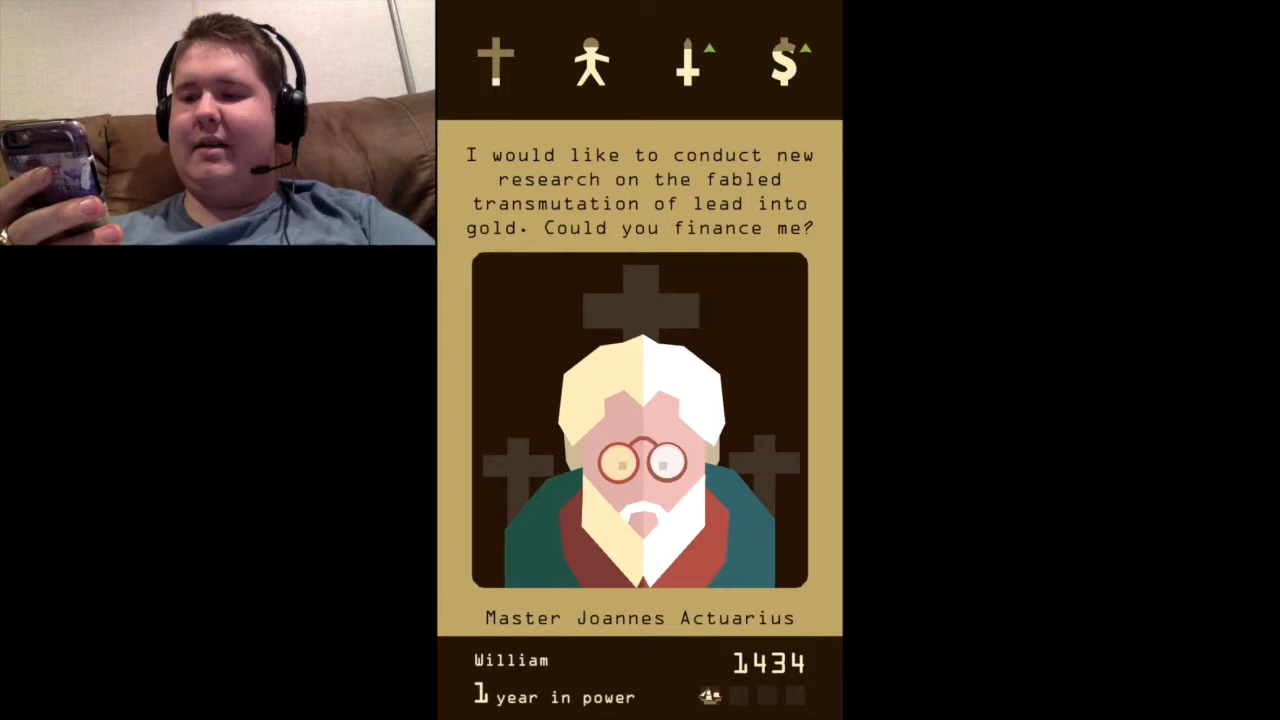 I would like to conduct new
research on the fabled
transmutation of lead into
gold. Could you finance me?
Master Joannes Actuarius
William
1434
1 year in power